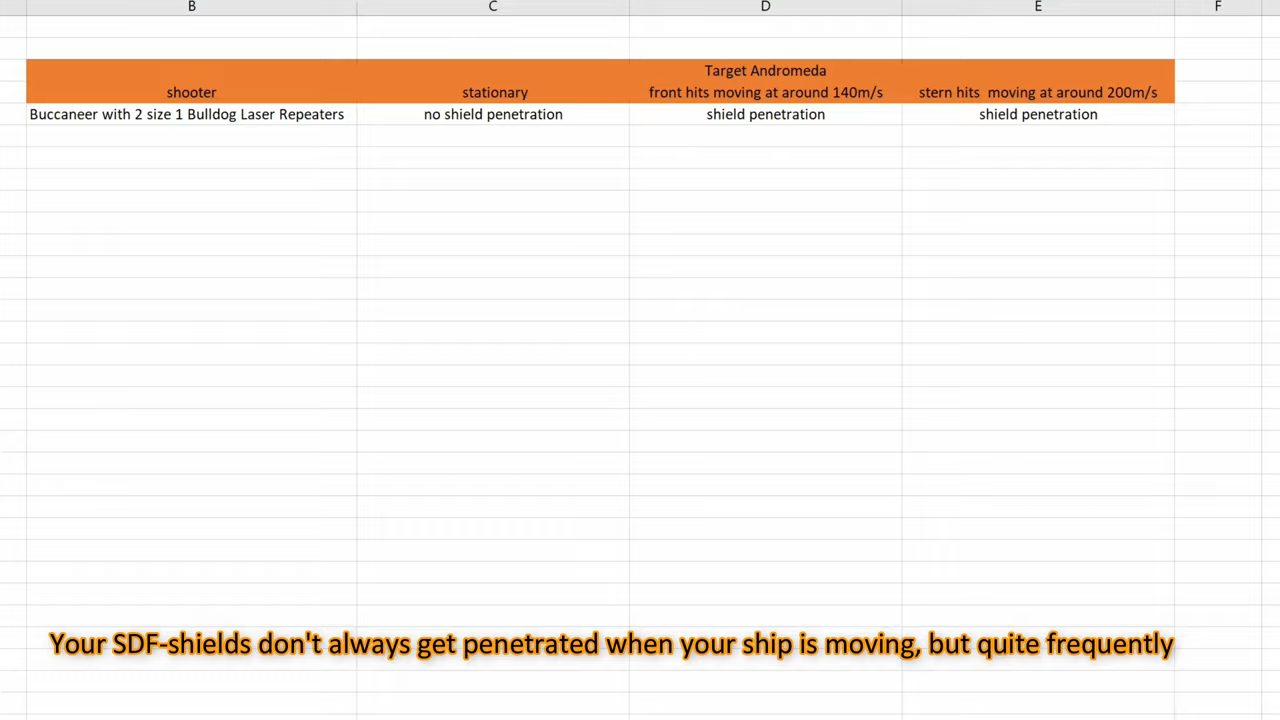 B C D E F
Target Andromeda
shooter stationary front hits moving at around 140m/s stern hits  moving at around 200m/s
Buccaneer with 2 size 1 Bulldog Laser Repeaters no shield penetration shield penetration shield penetration
Your SDF-shields don't always get penetrated when your ship is moving, but quite frequently